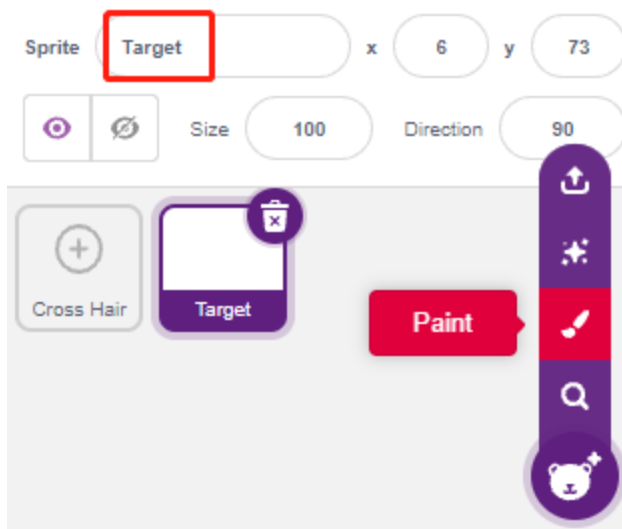 Sprite Target x 6 y 73
Size 100 Direction 90
Cross Hair
Target
Paint